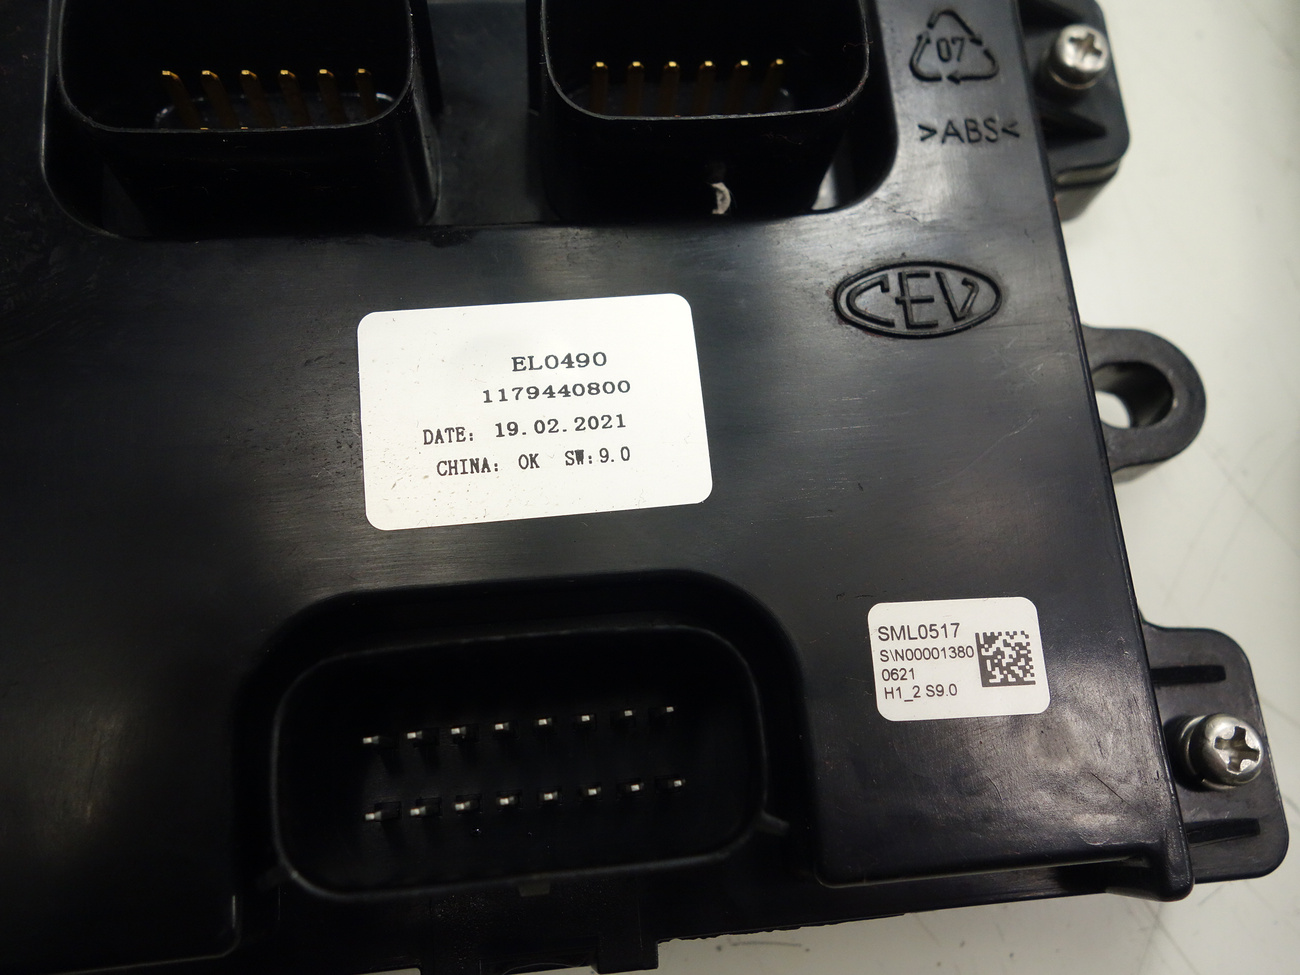 07
>ABS<
CEV
EL0490
1179440800
DATE: 19.02.2021
CHINA: OK SW:9.0
SML0517
S\N00001380
0621
H1_2 S9.0